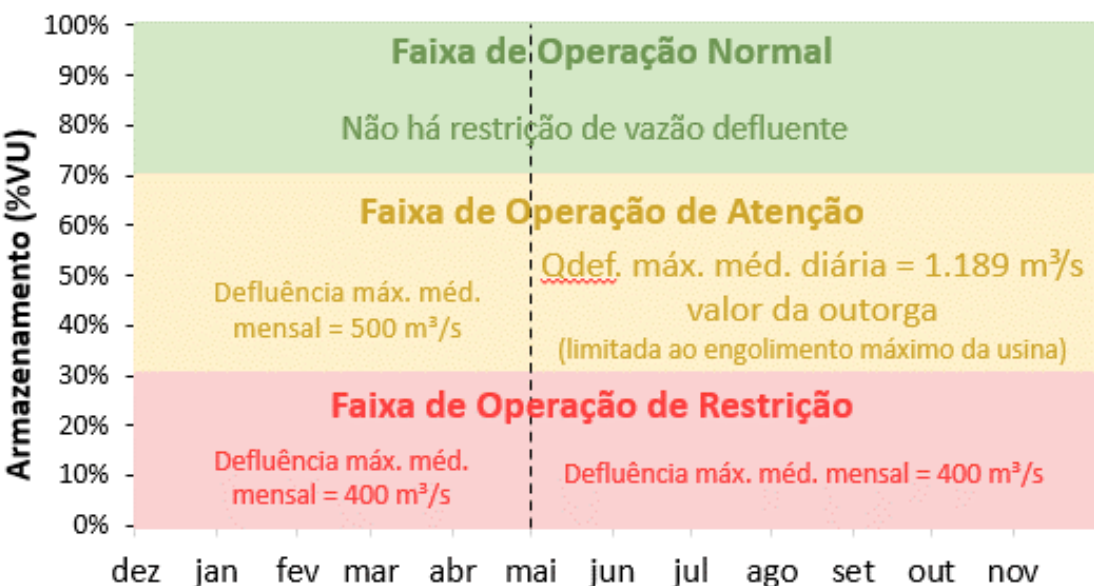 Armazenamento (%VU)
100%
90%
80%
70%
60%
50%
40%
30%
20%
10%
0%
Faixa de Operação Normal
Não há restrição de vazão defluente
Faixa de Operação de Atenção
Defluência máx. méd.
mensal = 500 m³/s
Qdef. máx. méd. diária = 1.189 m³/s
valor da outorga
(limitada ao engolimento máximo da usina)
Faixa de Operação de Restrição
Defluência máx. méd.
mensal = 400 m³/s
Defluência máx. méd. mensal = 400 m³/s
dez jan fev mar abr mai jun jul ago set out nov